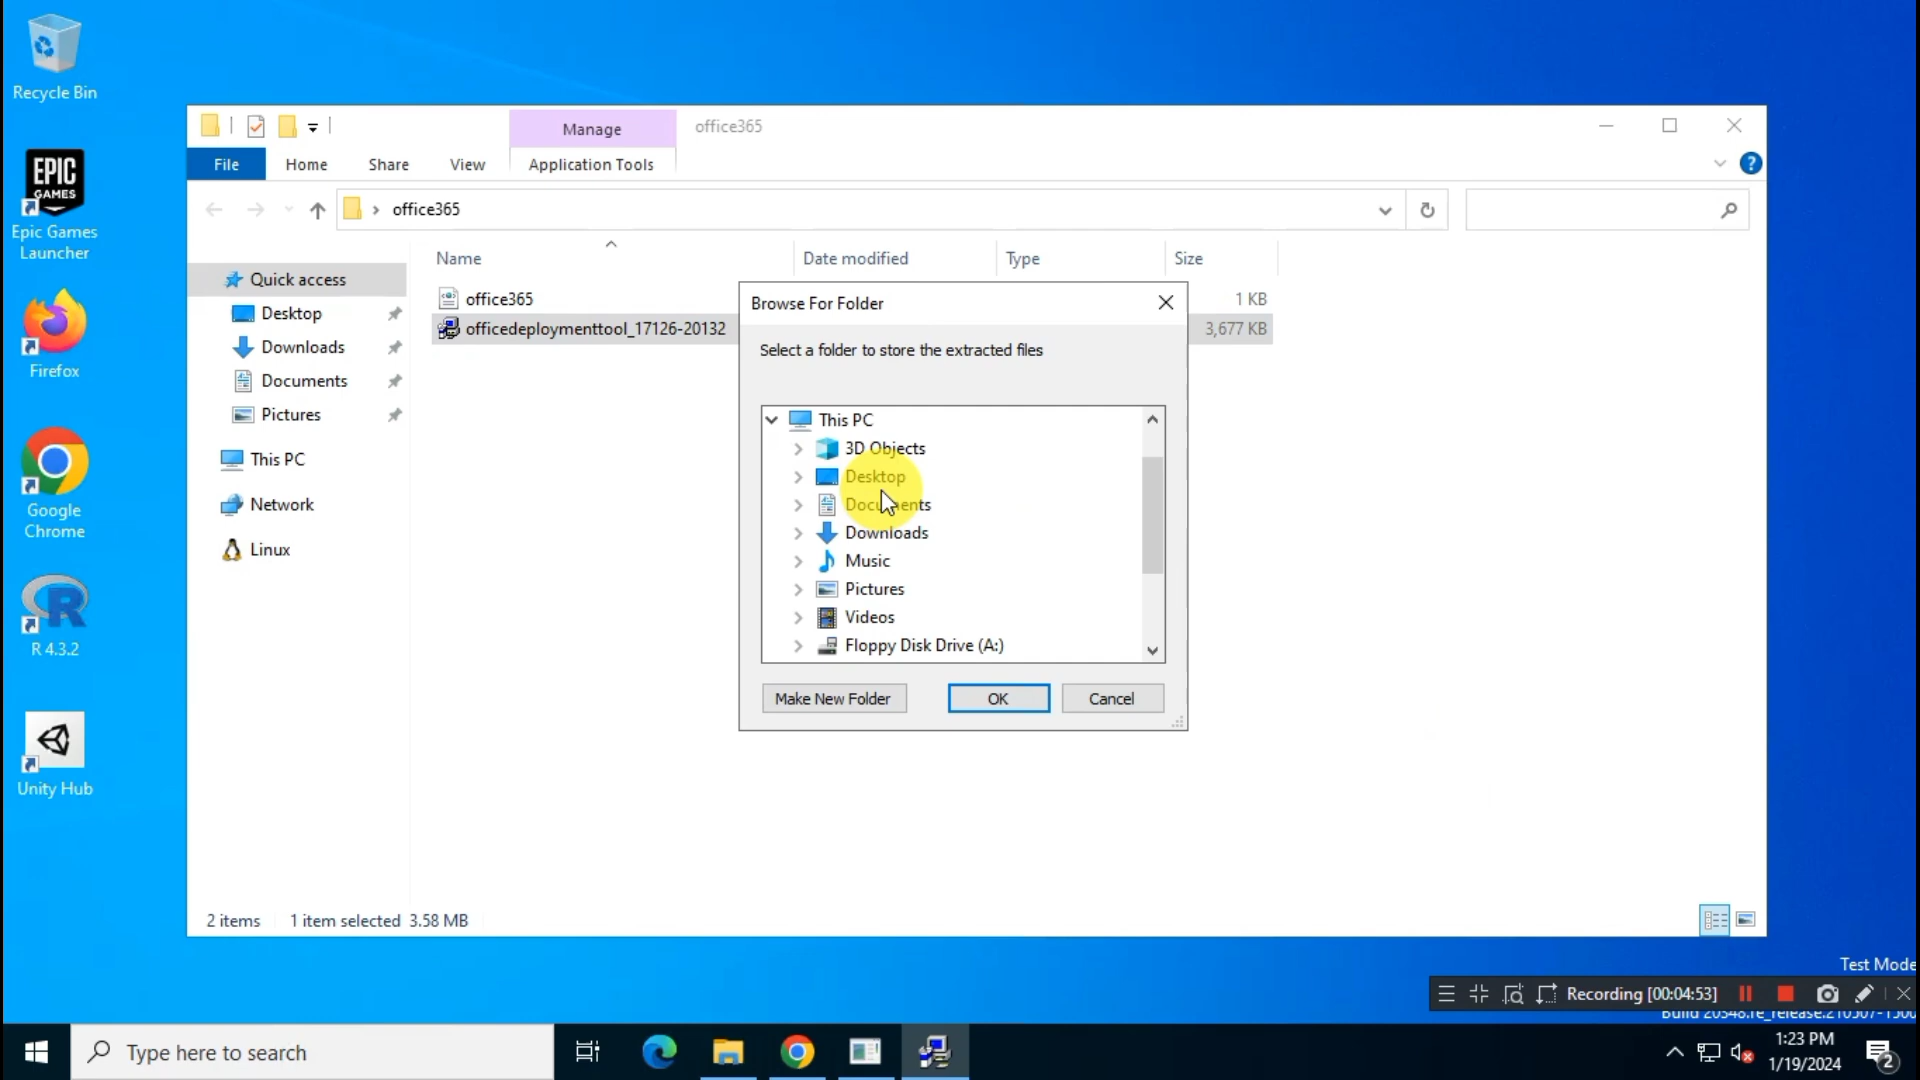 Recycle Bin
EPIC
GAMES
Epic Games
Launcher
Firefox
Google
Chrome
R
R 4.3.2
Unity Hub
Manage
office365
File
Home
Share
View
Application Tools
?
office365
Name
Date modified
Type
Size
Quick access
Desktop
Downloads
Documents
Pictures
This PC
Network
Linux
office365
1 KB
officedeploymenttool_17126-20132
3,677 KB
Browse For Folder
Select a folder to store the extracted files
This PC
3D Objects
Desktop
Documents
Downloads
Music
Pictures
Videos
Floppy Disk Drive (A:)
Make New Folder
OK
Cancel
2 items
1 item selected 3.58 MB
Test Mode
Recording [00:04:53]
Build 20348.fe_release.210507-1500
Type here to search
1:23 PM
1/19/2024
2